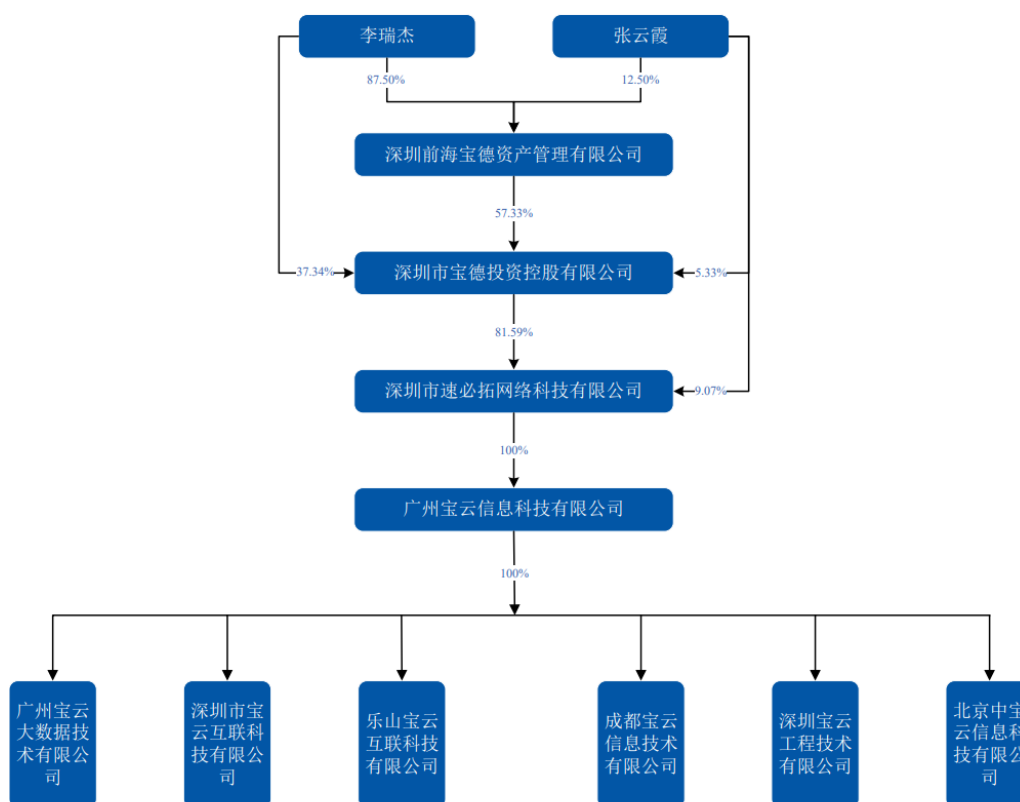 李瑞杰
张云霞
87.50%
12.50%
深圳前海宝德资产管理有限公司
57.33%
37.34%
深圳市宝德投资控股有限公司
5.33%
81.59%
深圳市速必拓网络科技有限公司
9.07%
100%
广州宝云信息科技有限公司
100%
广州宝云
大数据技
术有限公
司
深圳市宝
云互联科
技有限公
司
乐山宝云
互联科技
有限公司
成都宝云
信息技术
有限公司
深圳宝云
工程技术
有限公司
北京中宝
云信息科
技有限公
司